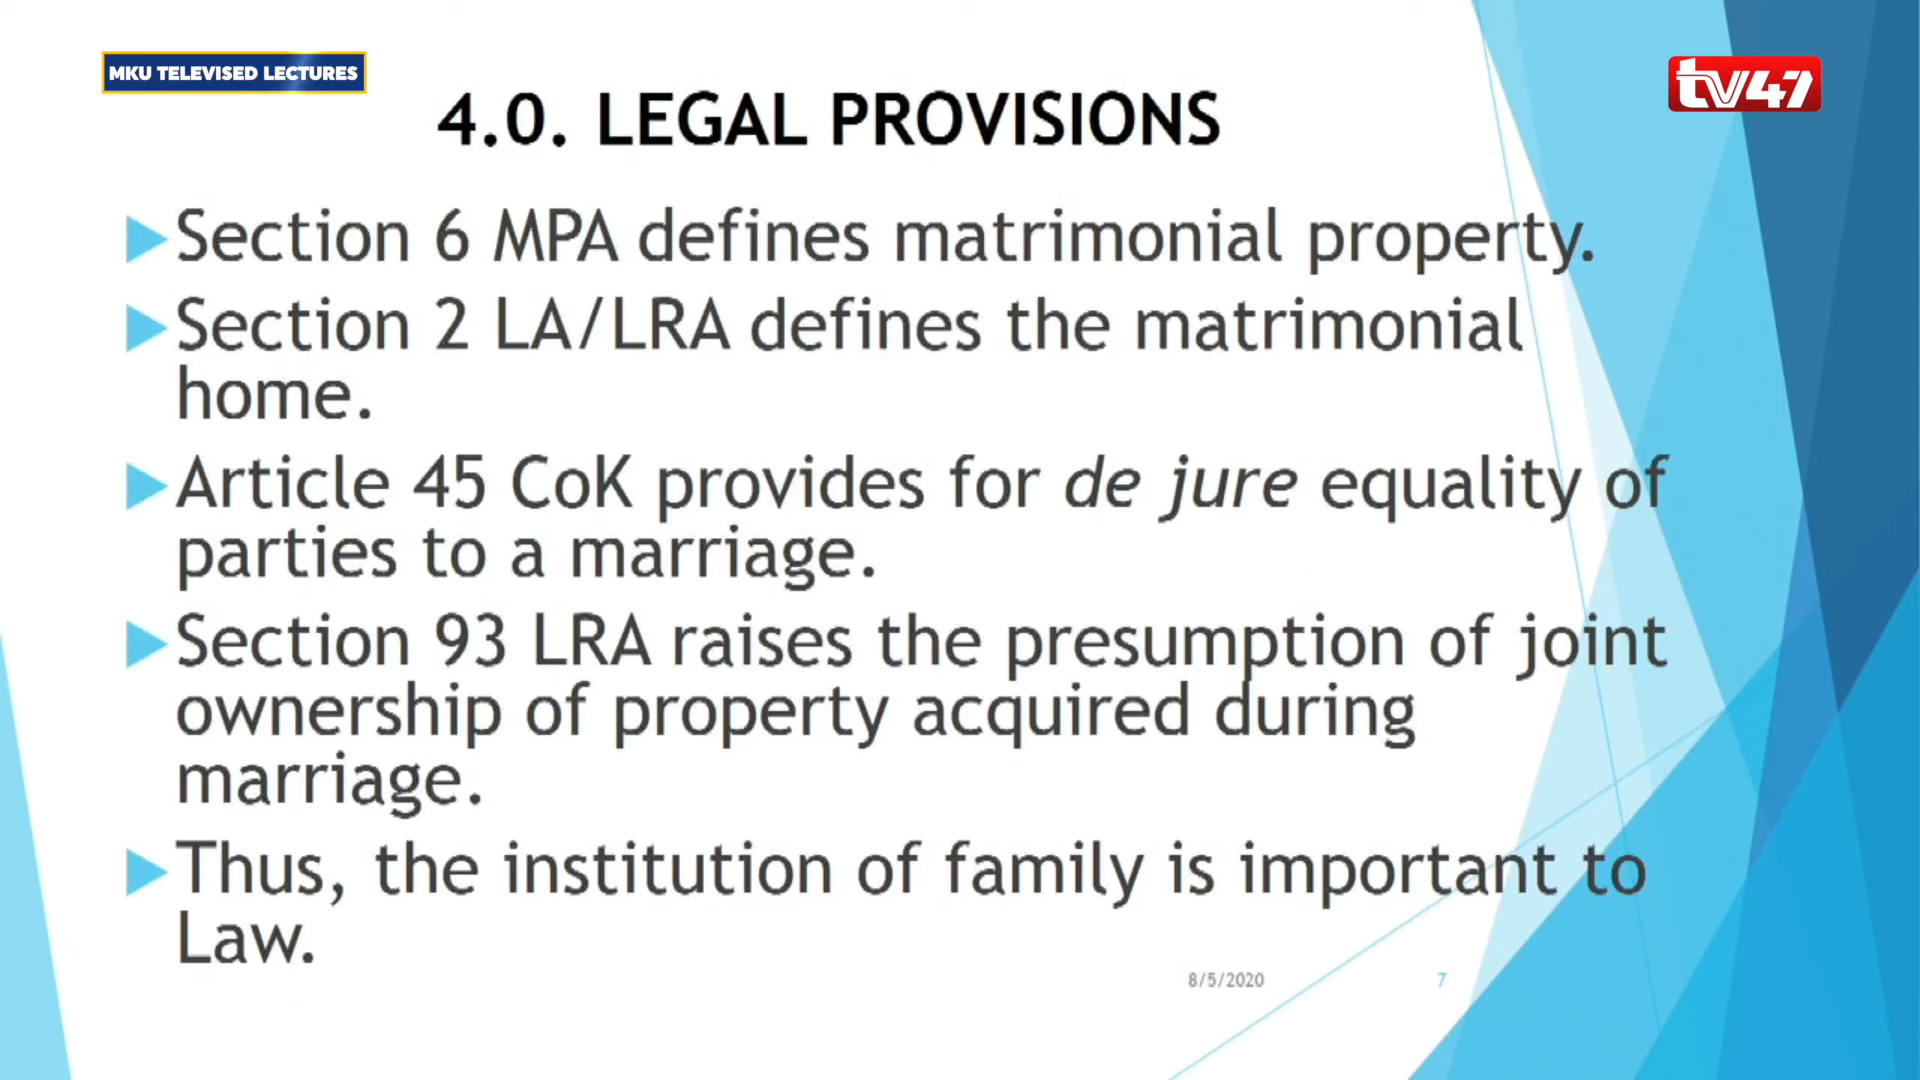 MKU TELEVISED LECTURES
tv47
4.0. LEGAL PROVISIONS
Section 6 MPA defines matrimonial property.
Section 2 LA/LRA defines the matrimonial
home.
Article 45 CoK provides for de jure equality of
parties to a marriage.
Section 93 LRA raises the presumption of joint
ownership of property acquired during
marriage.
Thus, the institution of family is important to
Law.
8/5/2020
7